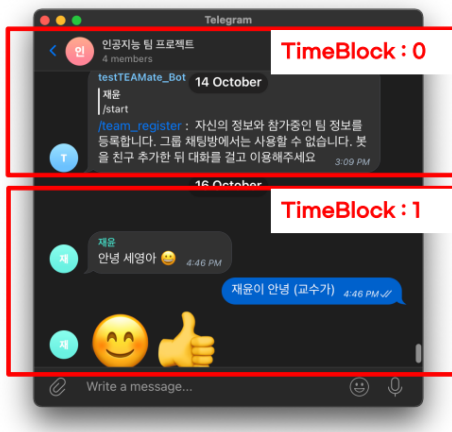 Telegram
인
인공지능 팀 프로젝트
4 members
TimeBlock : 0
testTEAMate_Bot
14 October
재윤
/start
/team_register : 자신의 정보와 참가중인 팀 정보를
등록합니다. 그룹 채팅방에서는 사용할 수 없습니다. 봇
을 친구 추가한 뒤 대화를 걸고 이용해주세요
3:09 PM
T
16 October
TimeBlock : 1
재윤
안녕 세영아 😀
4:46 PM
재
재윤이 안녕 (교수가)
4:46 PM
😊👍
재
Write a message...